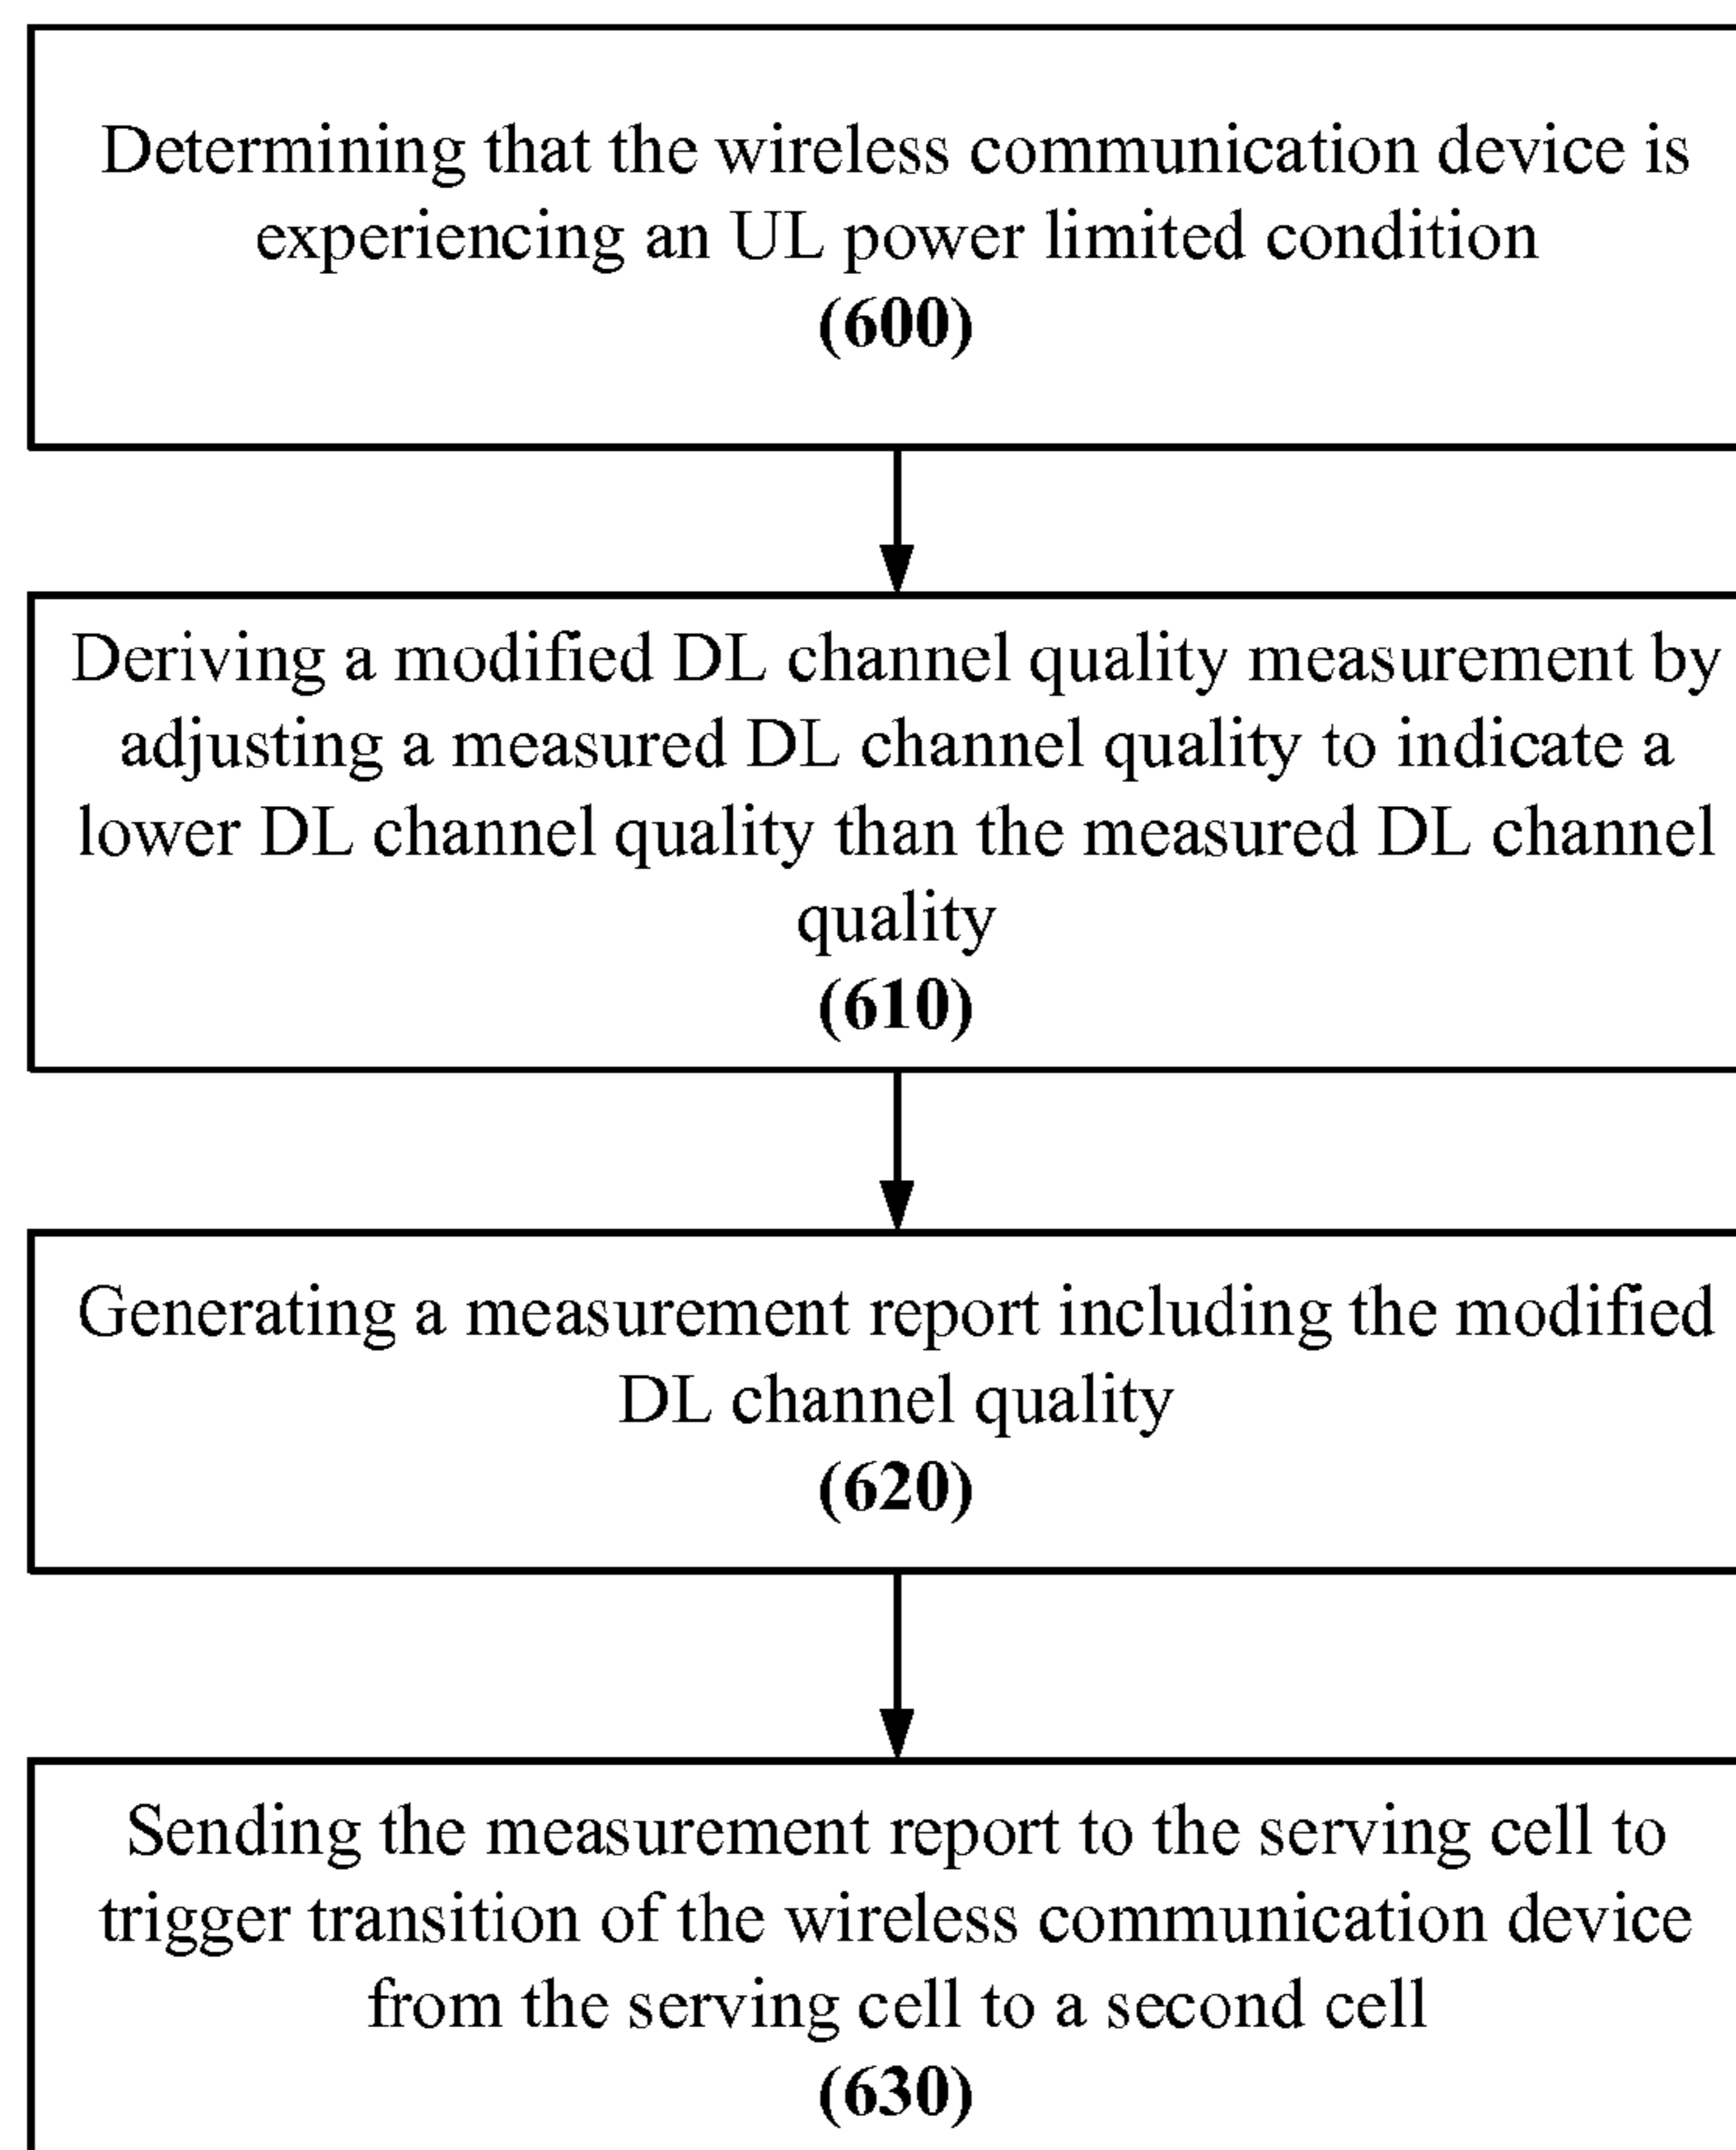 Determining that the wireless communication device is
experiencing an UL power limited condition
(600)
Deriving a modified DL channel quality measurement by
adjusting a measured DL channel quality to indicate a
lower DL channel quality than the measured DL channel
quality
(610)
Generating a measurement report including the modified
DL channel quality
(620)
Sending the measurement report to the serving cell to
trigger transition of the wireless communication device
from the serving cell to a second cell
(630)